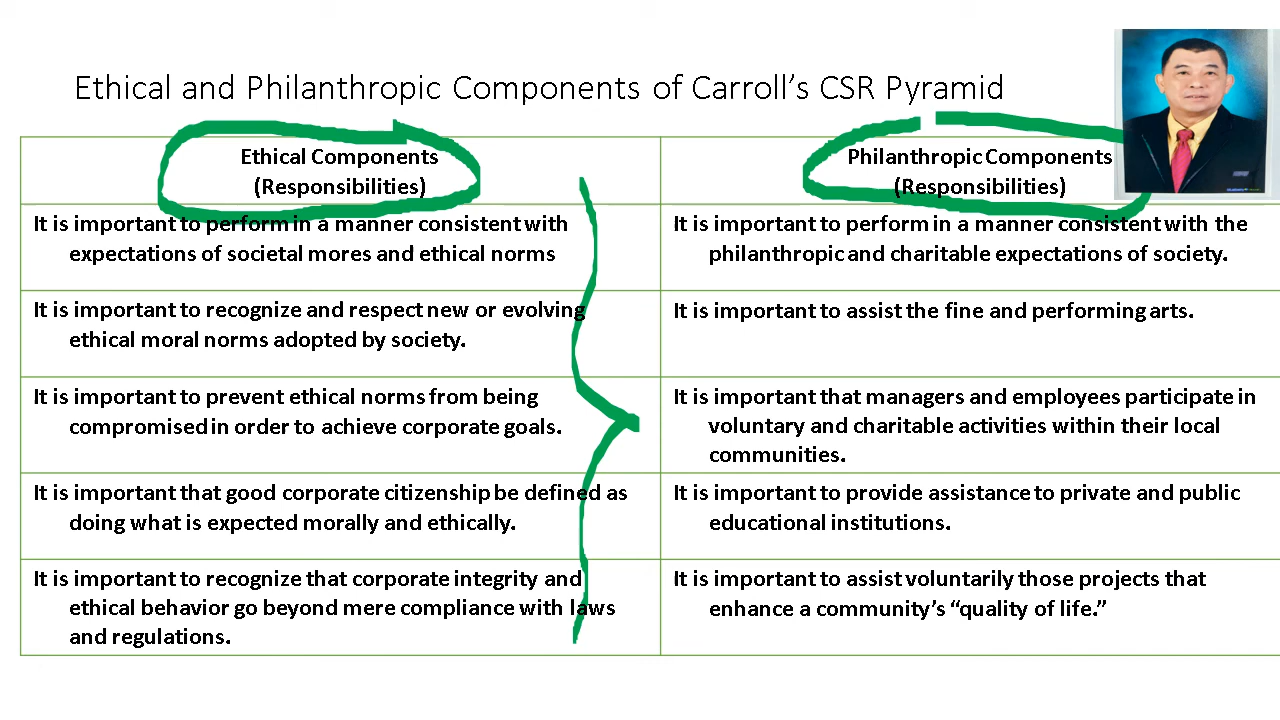 Ethical and Philanthropic Components of Carroll’s CSR Pyramid
Ethical Components
(Responsibilities)
Philanthropic Components
(Responsibilities)
It is important to perform in a manner consistent with
expectations of societal mores and ethical norms
It is important to perform in a manner consistent with the
philanthropic and charitable expectations of society.
It is important to recognize and respect new or evolving
ethical moral norms adopted by society.
It is important to assist the fine and performing arts.
It is important to prevent ethical norms from being
compromised in order to achieve corporate goals.
It is important that managers and employees participate in
voluntary and charitable activities within their local
communities.
It is important that good corporate citizenship be defined as
doing what is expected morally and ethically.
It is important to provide assistance to private and public
educational institutions.
It is important to recognize that corporate integrity and
ethical behavior go beyond mere compliance with laws
and regulations.
It is important to assist voluntarily those projects that
enhance a community’s “quality of life.”